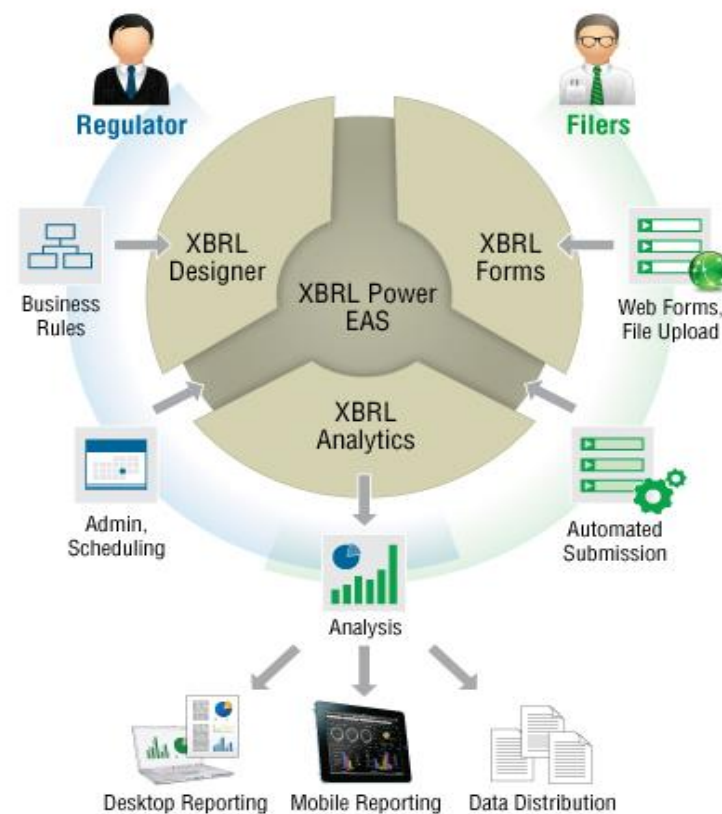 Regulator
Filers
XBRL
Designer
XBRL
Forms
XBRL Power
EAS
Business
Rules
Web Forms,
File Upload
XBRL
Analytics
Admin,
Scheduling
Automated
Submission
Analysis
Desktop Reporting
Mobile Reporting
Data Distribution